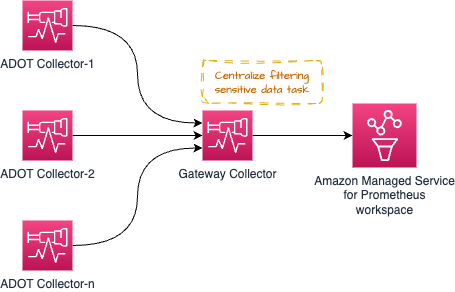 ADOT Collector-1
Centralize filtering
sensitive data task
ADOT Collector-2
Gateway Collector
Amazon Managed Service
for Prometheus
workspace
ADOT Collector-n